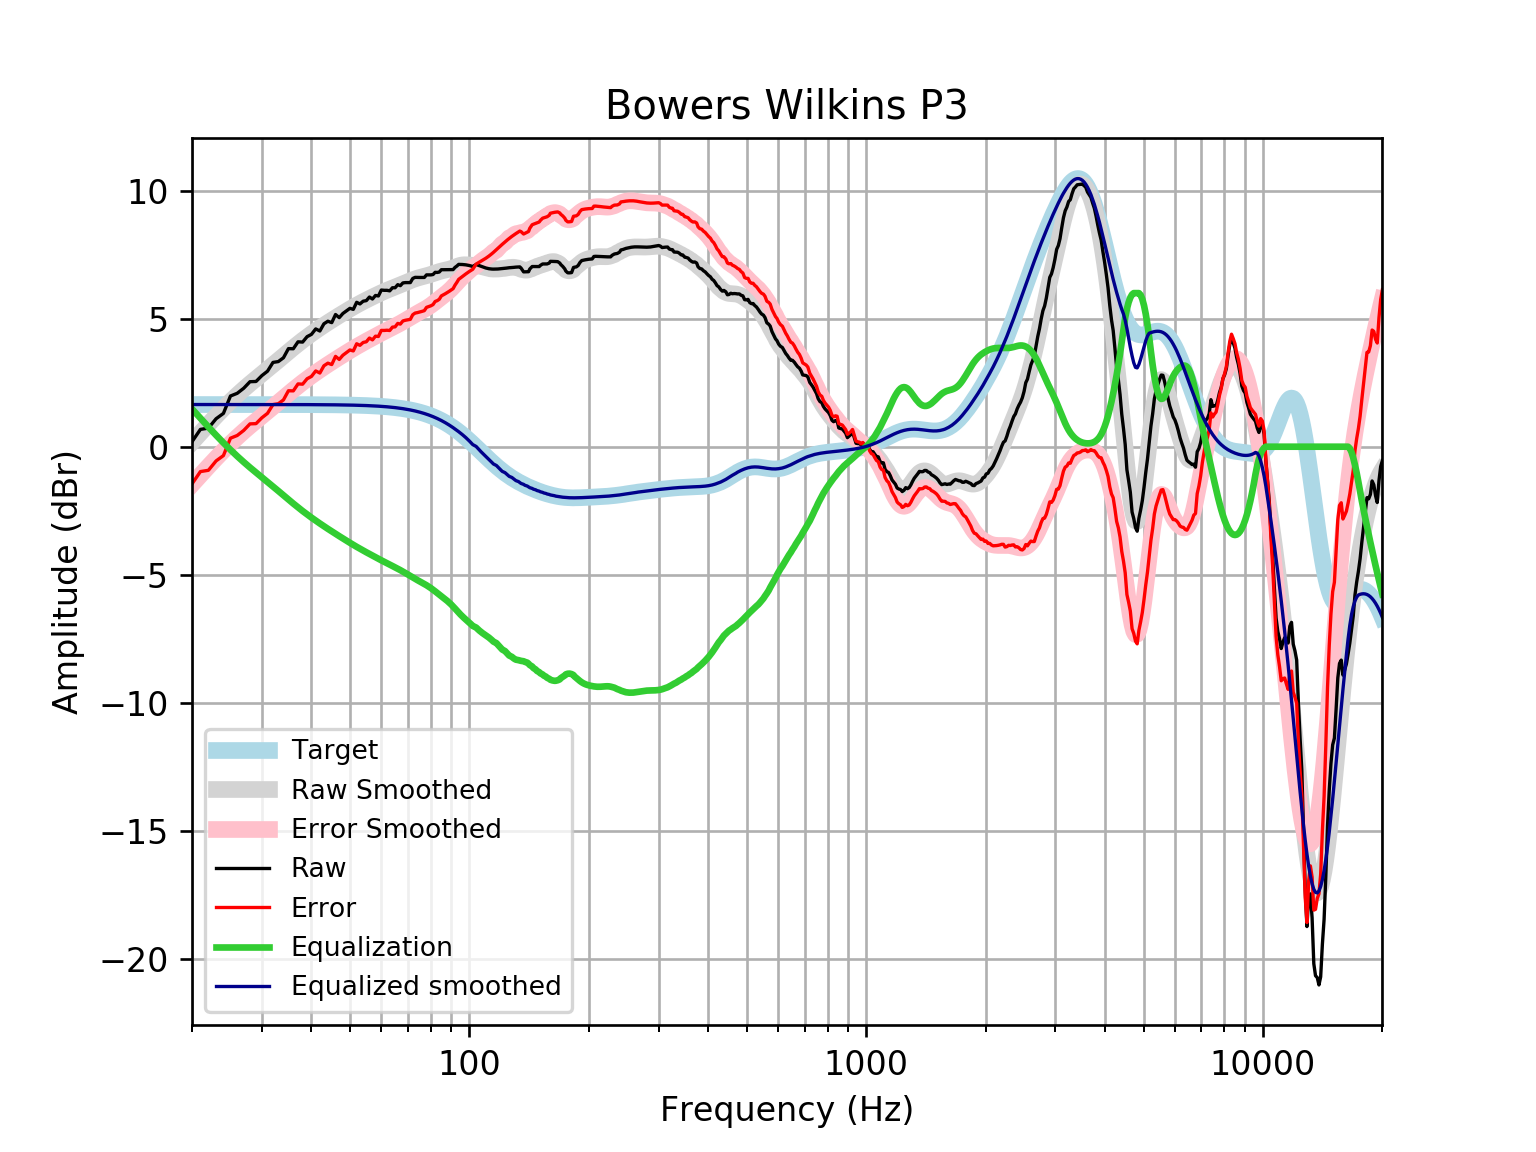 Bowers Wilkins P3
10
5
0
−5
−10
−15
−20
Amplitude (dBr)
Target
Raw Smoothed
Error Smoothed
Raw
Error
Equalization
Equalized smoothed
100 1000 10000
Frequency (Hz)